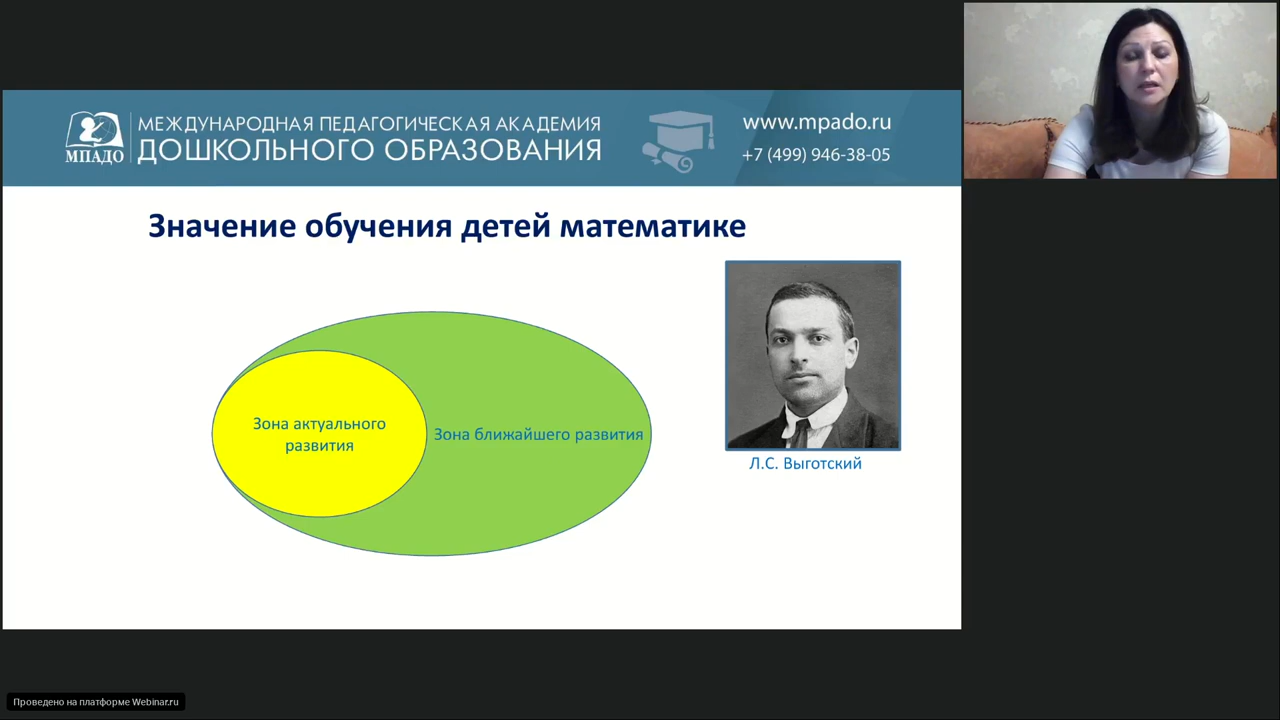 МПАДО
МЕЖДУНАРОДНАЯ ПЕДАГОГИЧЕСКАЯ АКАДЕМИЯ
ДОШКОЛЬНОГО ОБРАЗОВАНИЯ
www.mpado.ru
+7 (499) 946-38-05
Значение обучения детей математике
Зона актуального
развития
Зона ближайшего развития
Л.С. Выготский
Проведено на платформе Webinar.ru